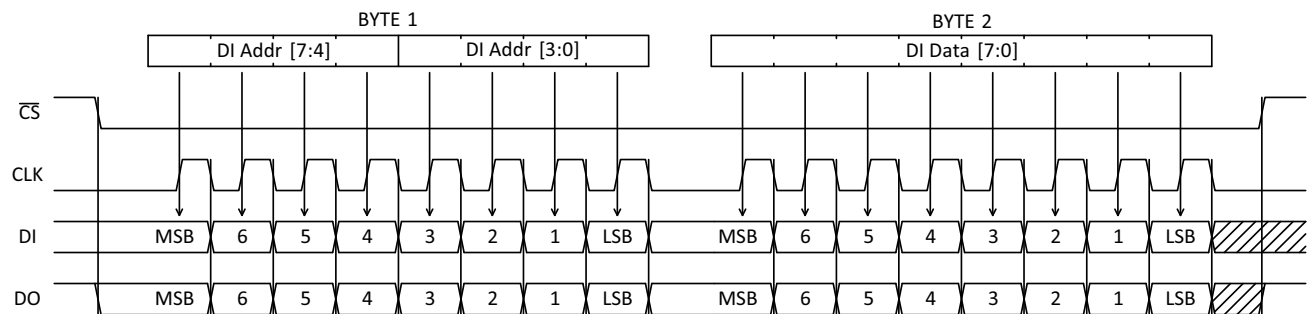 BYTE 1 BYTE 2
DI Addr [7:4] DI Addr [3:0] DI Data [7:0]
C̅S̅
CLK
DI MSB 6 5 4 3 2 1 LSB MSB 6 5 4 3 2 1 LSB
DO MSB 6 5 4 3 2 1 LSB MSB 6 5 4 3 2 1 LSB